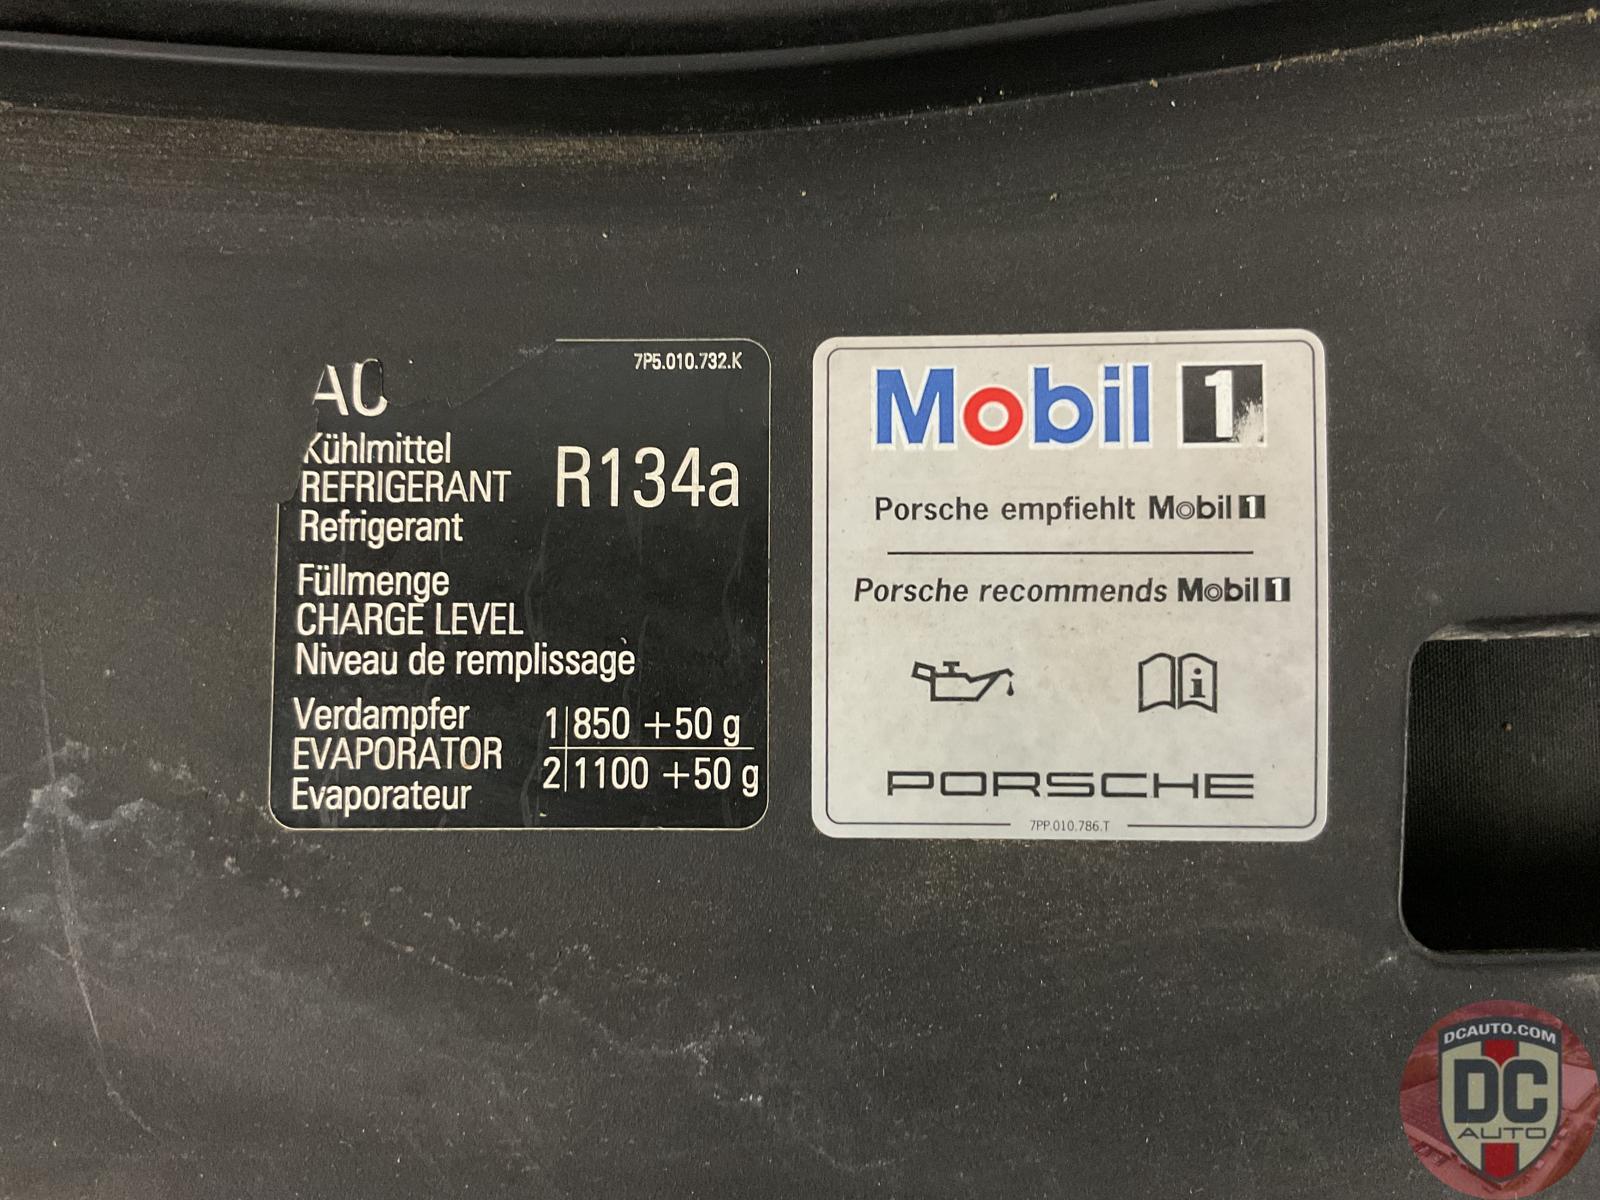 7P5.010.732.K
AC
Kühlmittel
REFRIGERANT
Refrigerant
R134a
Füllmenge
CHARGE LEVEL
Niveau de remplissage
Verdampfer
EVAPORATOR
Evaporateur
1 850 +50 g
2 1100 +50 g
Mobil 1
Porsche empfiehlt Mobil 1
Porsche recommends Mobil 1
PORSCHE
7PP.010.786.T
DCAUTO.COM
DC
AUTO